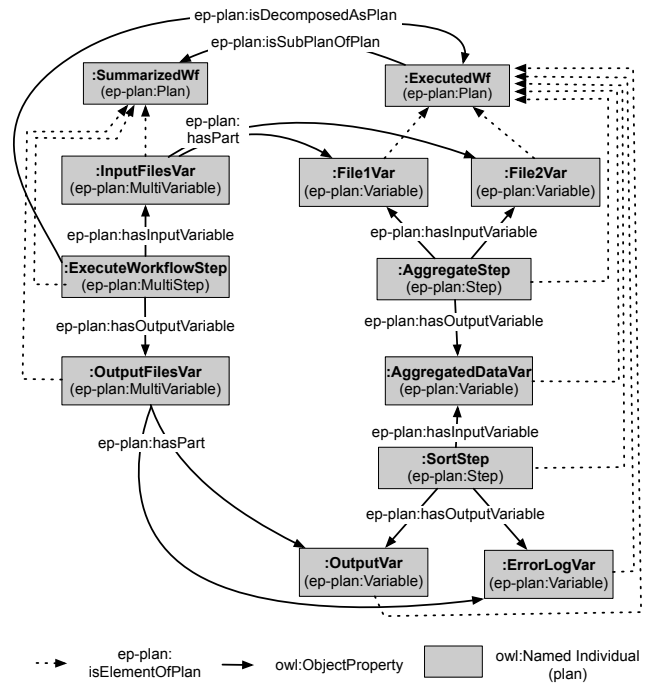 ep-plan:isDecomposedAsPlan
ep-plan:isSubPlanOfPlan
:SummarizedWf
(ep-plan:Plan)
:ExecutedWf
(ep-plan:Plan)
ep-plan:
hasPart
:InputFilesVar
(ep-plan:MultiVariable)
:File1Var
(ep-plan:Variable)
:File2Var
(ep-plan:Variable)
ep-plan:hasInputVariable
ep-plan:hasInputVariable
:ExecuteWorkflowStep
(ep-plan:MultiStep)
:AggregateStep
(ep-plan:Step)
ep-plan:hasOutputVariable
ep-plan:hasOutputVariable
:OutputFilesVar
(ep-plan:MultiVariable)
:AggregatedDataVar
(ep-plan:Variable)
ep-plan:hasPart
ep-plan:hasInputVariable
:SortStep
(ep-plan:Step)
ep-plan:hasOutputVariable
:OutputVar
(ep-plan:Variable)
:ErrorLogVar
(ep-plan:Variable)
ep-plan:
isElementOfPlan
owl:ObjectProperty
owl:Named Individual
(plan)